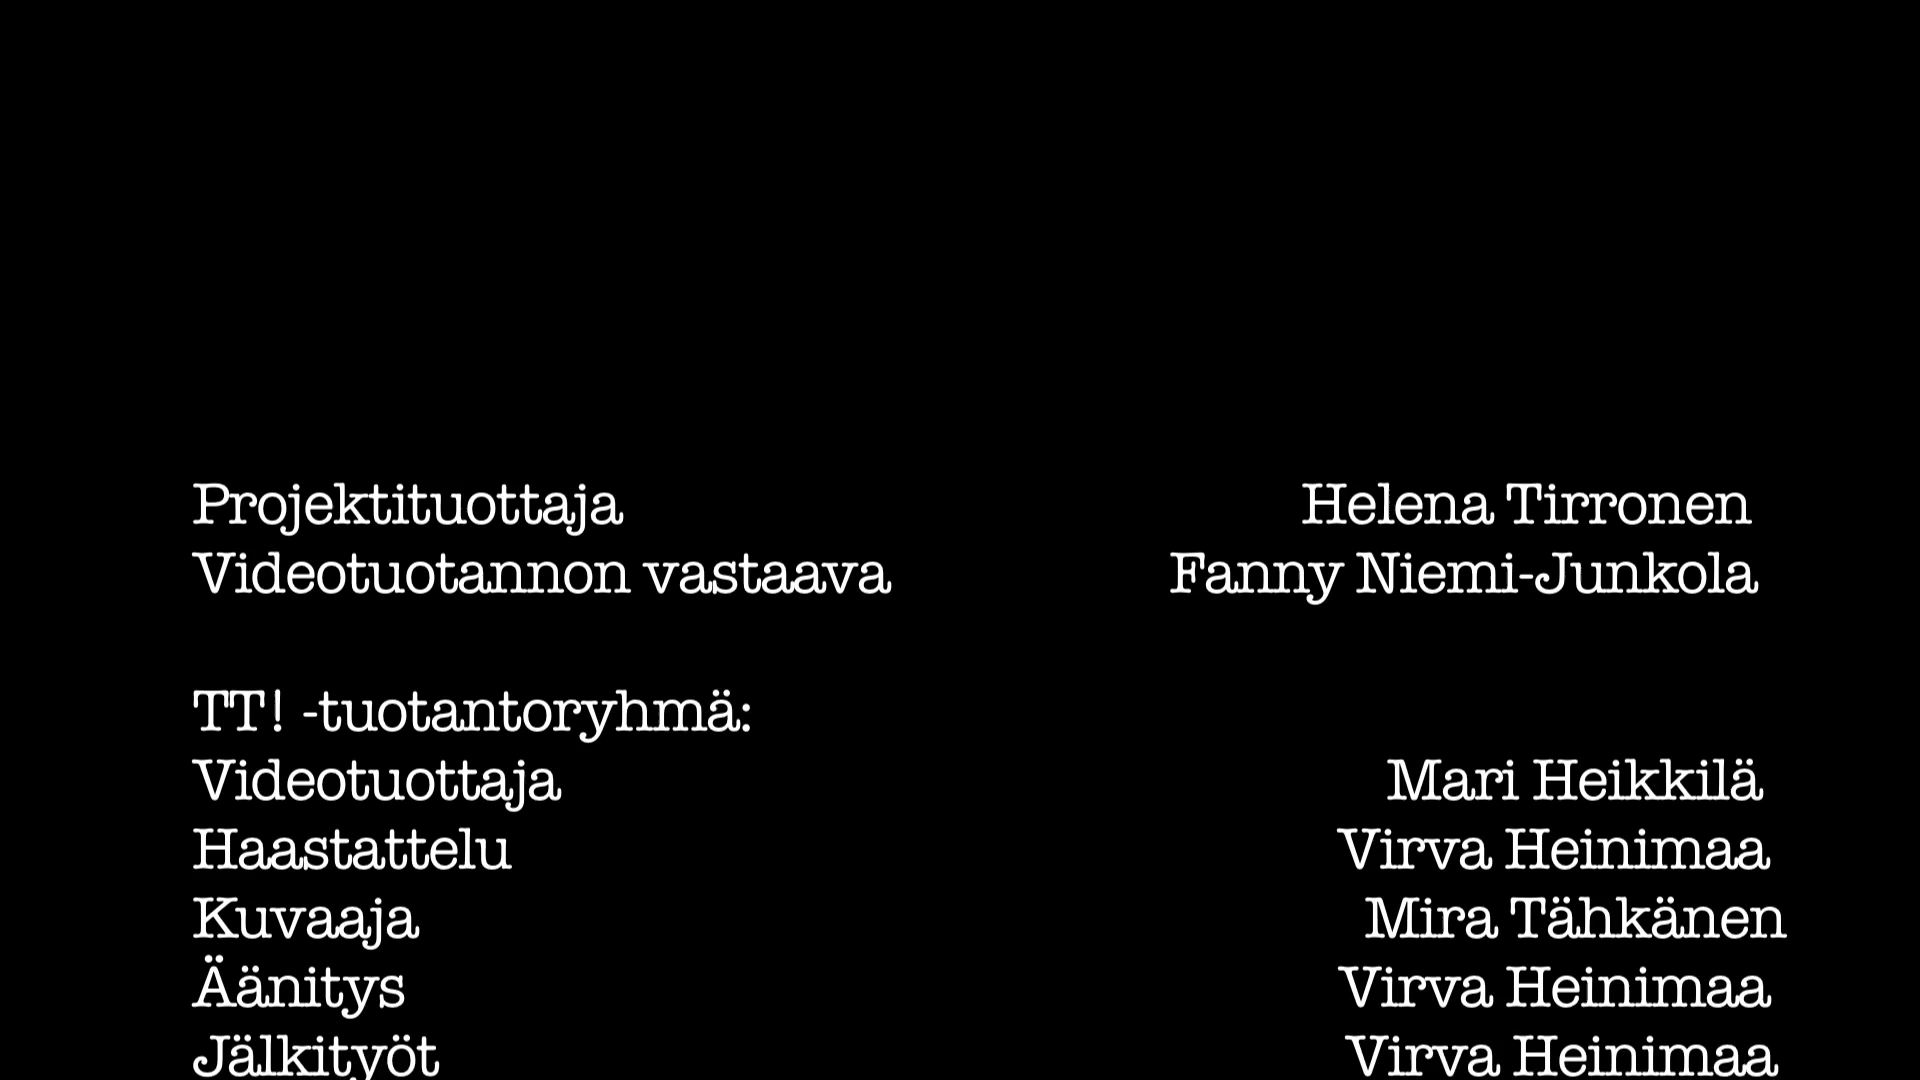 Projektituottaja Helena Tirronen
Videotuotannon vastaava Fanny Niemi-Junkola
TT! -tuotantoryhmä:
Videotuottaja Mari Heikkilä
Haastattelu Virva Heinimaa
Kuvaaja Mira Tähkänen
Äänitys Virva Heinimaa
Jälkityöt Virva Heinimaa